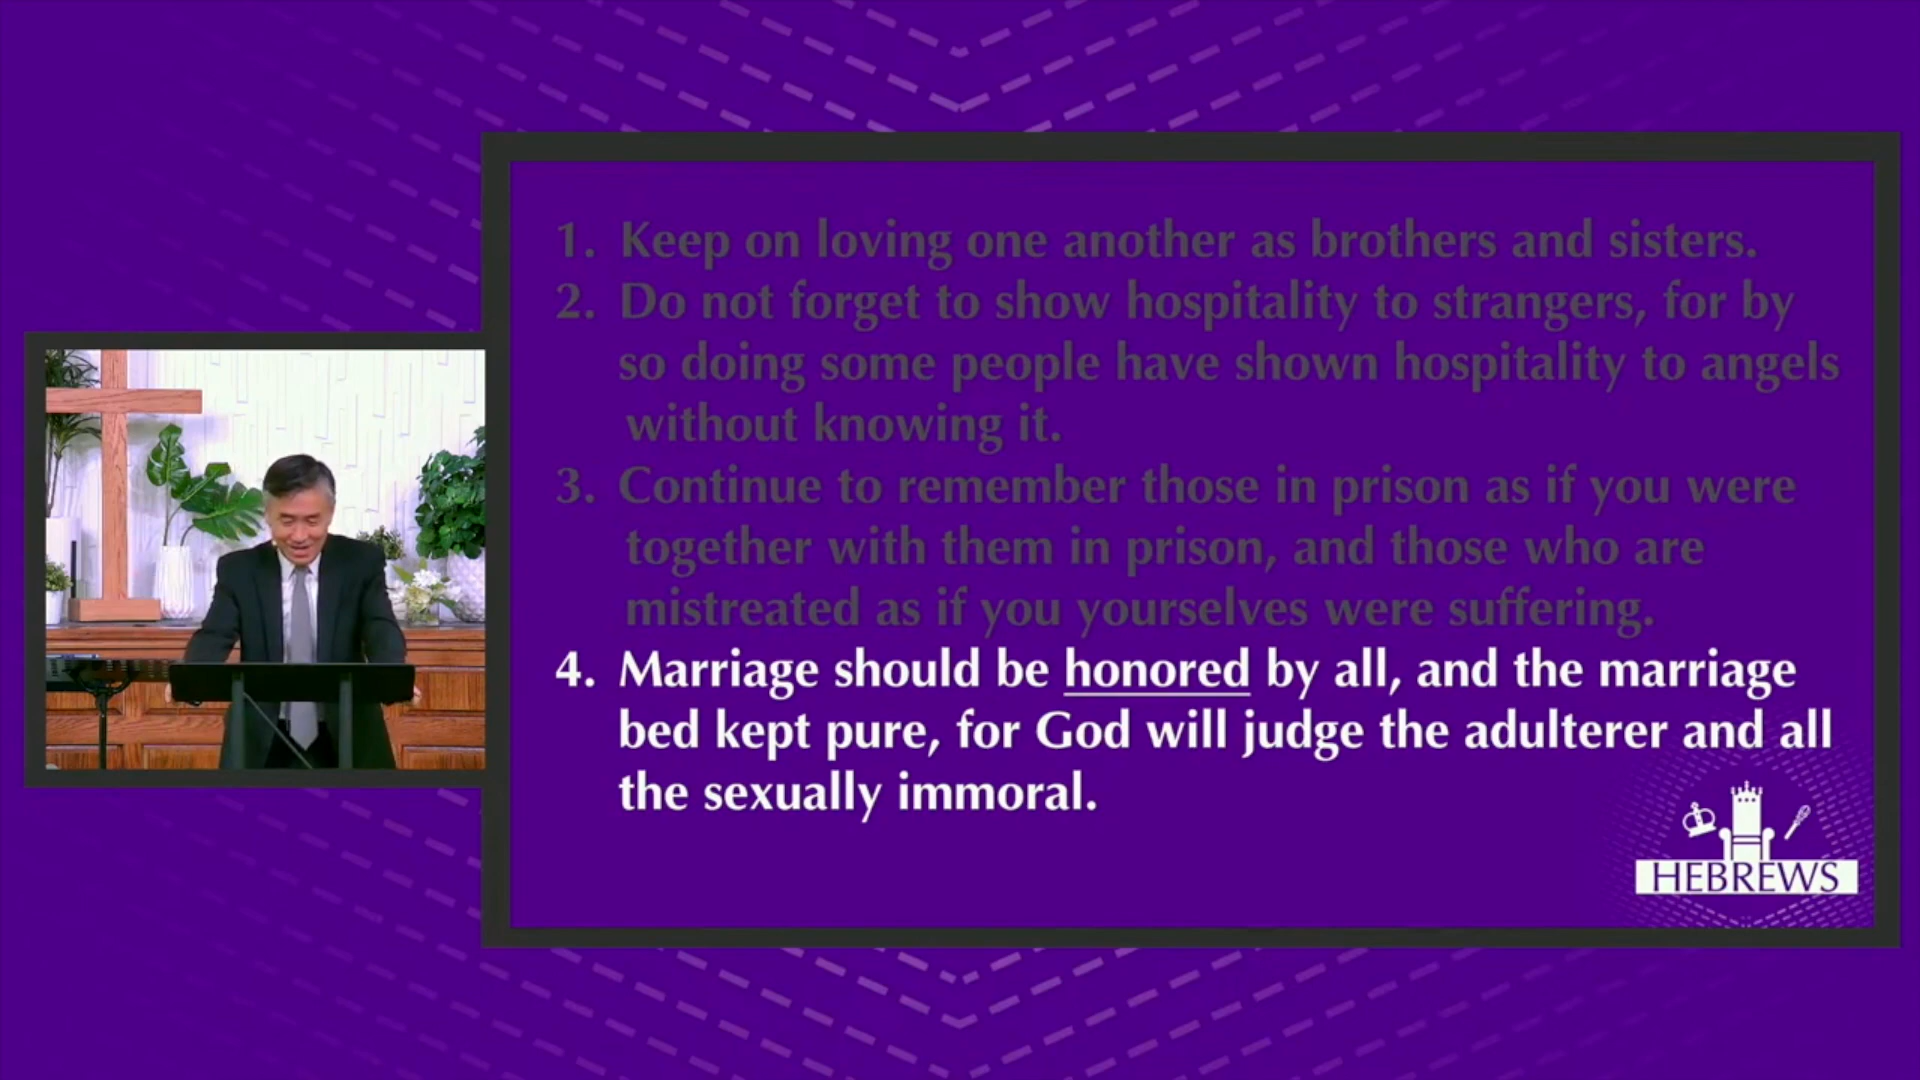 1. Keep on loving one another as brothers and sisters.
2. Do not forget to show hospitality to strangers, for by
so doing some people have shown hospitality to angels
without knowing it.
3. Continue to remember those in prison as if you were
together with them in prison, and those who are
mistreated as if you yourselves were suffering.
4. Marriage should be honored by all, and the marriage
bed kept pure, for God will judge the adulterer and all
the sexually immoral.
HEBREWS